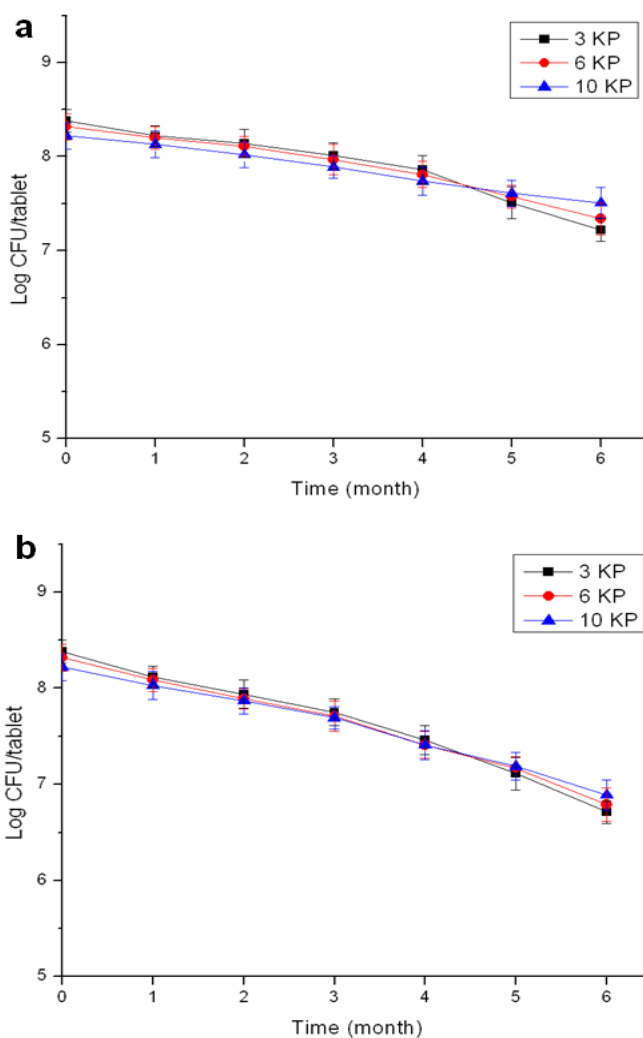 a
3 KP
6 KP
10 KP
9
8
7
6
5
Log CFU/tablet
0 1 2 3 4 5 6
Time (month)
b
3 KP
6 KP
10 KP
9
8
7
6
5
Log CFU/tablet
0 1 2 3 4 5 6
Time (month)